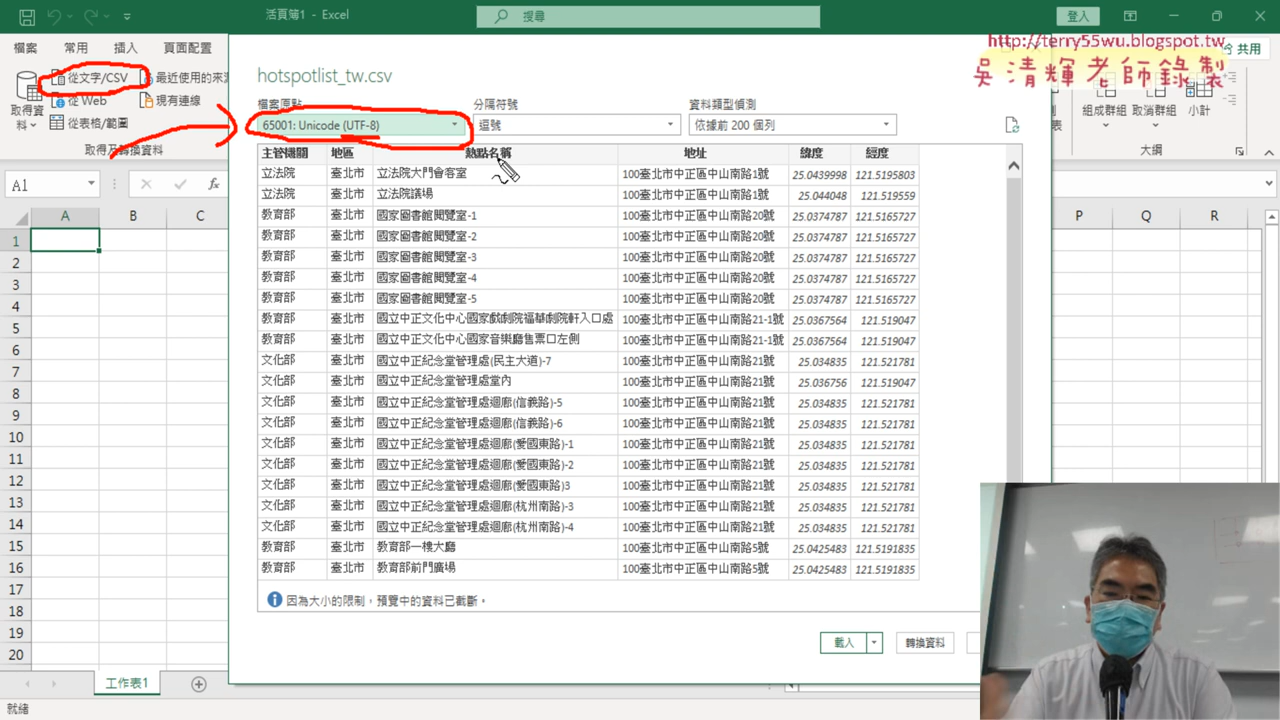 活頁簿1 - Excel
搜尋
登入
http://terry55wu.blogspot.tw
吳清輝老師錄製
檔案 常用 插入 頁面配置
共用
取得資料
從文字/CSV
從 Web
從表格/範圍
最近使用的來
現有連線
取得及轉換資料
組成群組 取消群組 小計
大綱
A1
fx
A B C P Q R
1
2
3
4
5
6
7
8
9
10
11
12
13
14
15
16
17
18
19
20
hotspotlist_tw.csv
檔案原點 分隔符號 資料類型偵測
65001: Unicode (UTF-8) 逗號 依據前 200 個列
主管機關 地區 熱點名稱 地址 緯度 經度
立法院 臺北市 立法院大門會客室 100臺北市中正區中山南路1號 25.0439998 121.5195803
立法院 臺北市 立法院議場 100臺北市中正區中山南路1號 25.044048 121.519559
教育部 臺北市 國家圖書館閱覽室-1 100臺北市中正區中山南路20號 25.0374787 121.5165727
教育部 臺北市 國家圖書館閱覽室-2 100臺北市中正區中山南路20號 25.0374787 121.5165727
教育部 臺北市 國家圖書館閱覽室-3 100臺北市中正區中山南路20號 25.0374787 121.5165727
教育部 臺北市 國家圖書館閱覽室-4 100臺北市中正區中山南路20號 25.0374787 121.5165727
教育部 臺北市 國家圖書館閱覽室-5 100臺北市中正區中山南路20號 25.0374787 121.5165727
教育部 臺北市 國立中正文化中心國家戲劇院福華劇院軒入口處 100臺北市中正區中山南路21-1號 25.0367564 121.519047
教育部 臺北市 國立中正文化中心國家音樂廳售票口左側 100臺北市中正區中山南路21-1號 25.0367564 121.519047
文化部 臺北市 國立中正紀念堂管理處(民主大道)-7 100臺北市中正區中山南路21號 25.034835 121.521781
文化部 臺北市 國立中正紀念堂管理處堂內 100臺北市中正區中山南路21號 25.036756 121.519047
文化部 臺北市 國立中正紀念堂管理處迴廊(信義路)-5 100臺北市中正區中山南路21號 25.034835 121.521781
文化部 臺北市 國立中正紀念堂管理處迴廊(信義路)-6 100臺北市中正區中山南路21號 25.034835 121.521781
文化部 臺北市 國立中正紀念堂管理處迴廊(愛國東路)-1 100臺北市中正區中山南路21號 25.034835 121.521781
文化部 臺北市 國立中正紀念堂管理處迴廊(愛國東路)-2 100臺北市中正區中山南路21號 25.034835 121.521781
文化部 臺北市 國立中正紀念堂管理處迴廊(愛國東路)3 100臺北市中正區中山南路21號 25.034835 121.521781
文化部 臺北市 國立中正紀念堂管理處迴廊(杭州南路)-3 100臺北市中正區中山南路21號 25.034835 121.521781
文化部 臺北市 國立中正紀念堂管理處迴廊(杭州南路)-4 100臺北市中正區中山南路21號 25.034835 121.521781
教育部 臺北市 教育部一樓大廳 100臺北市中正區中山南路5號 25.0425483 121.5191835
教育部 臺北市 教育部前門廣場 100臺北市中正區中山南路5號 25.0425483 121.5191835
因為大小的限制，預覽中的資料已截斷。
載入 轉換資料
工作表1
就緒